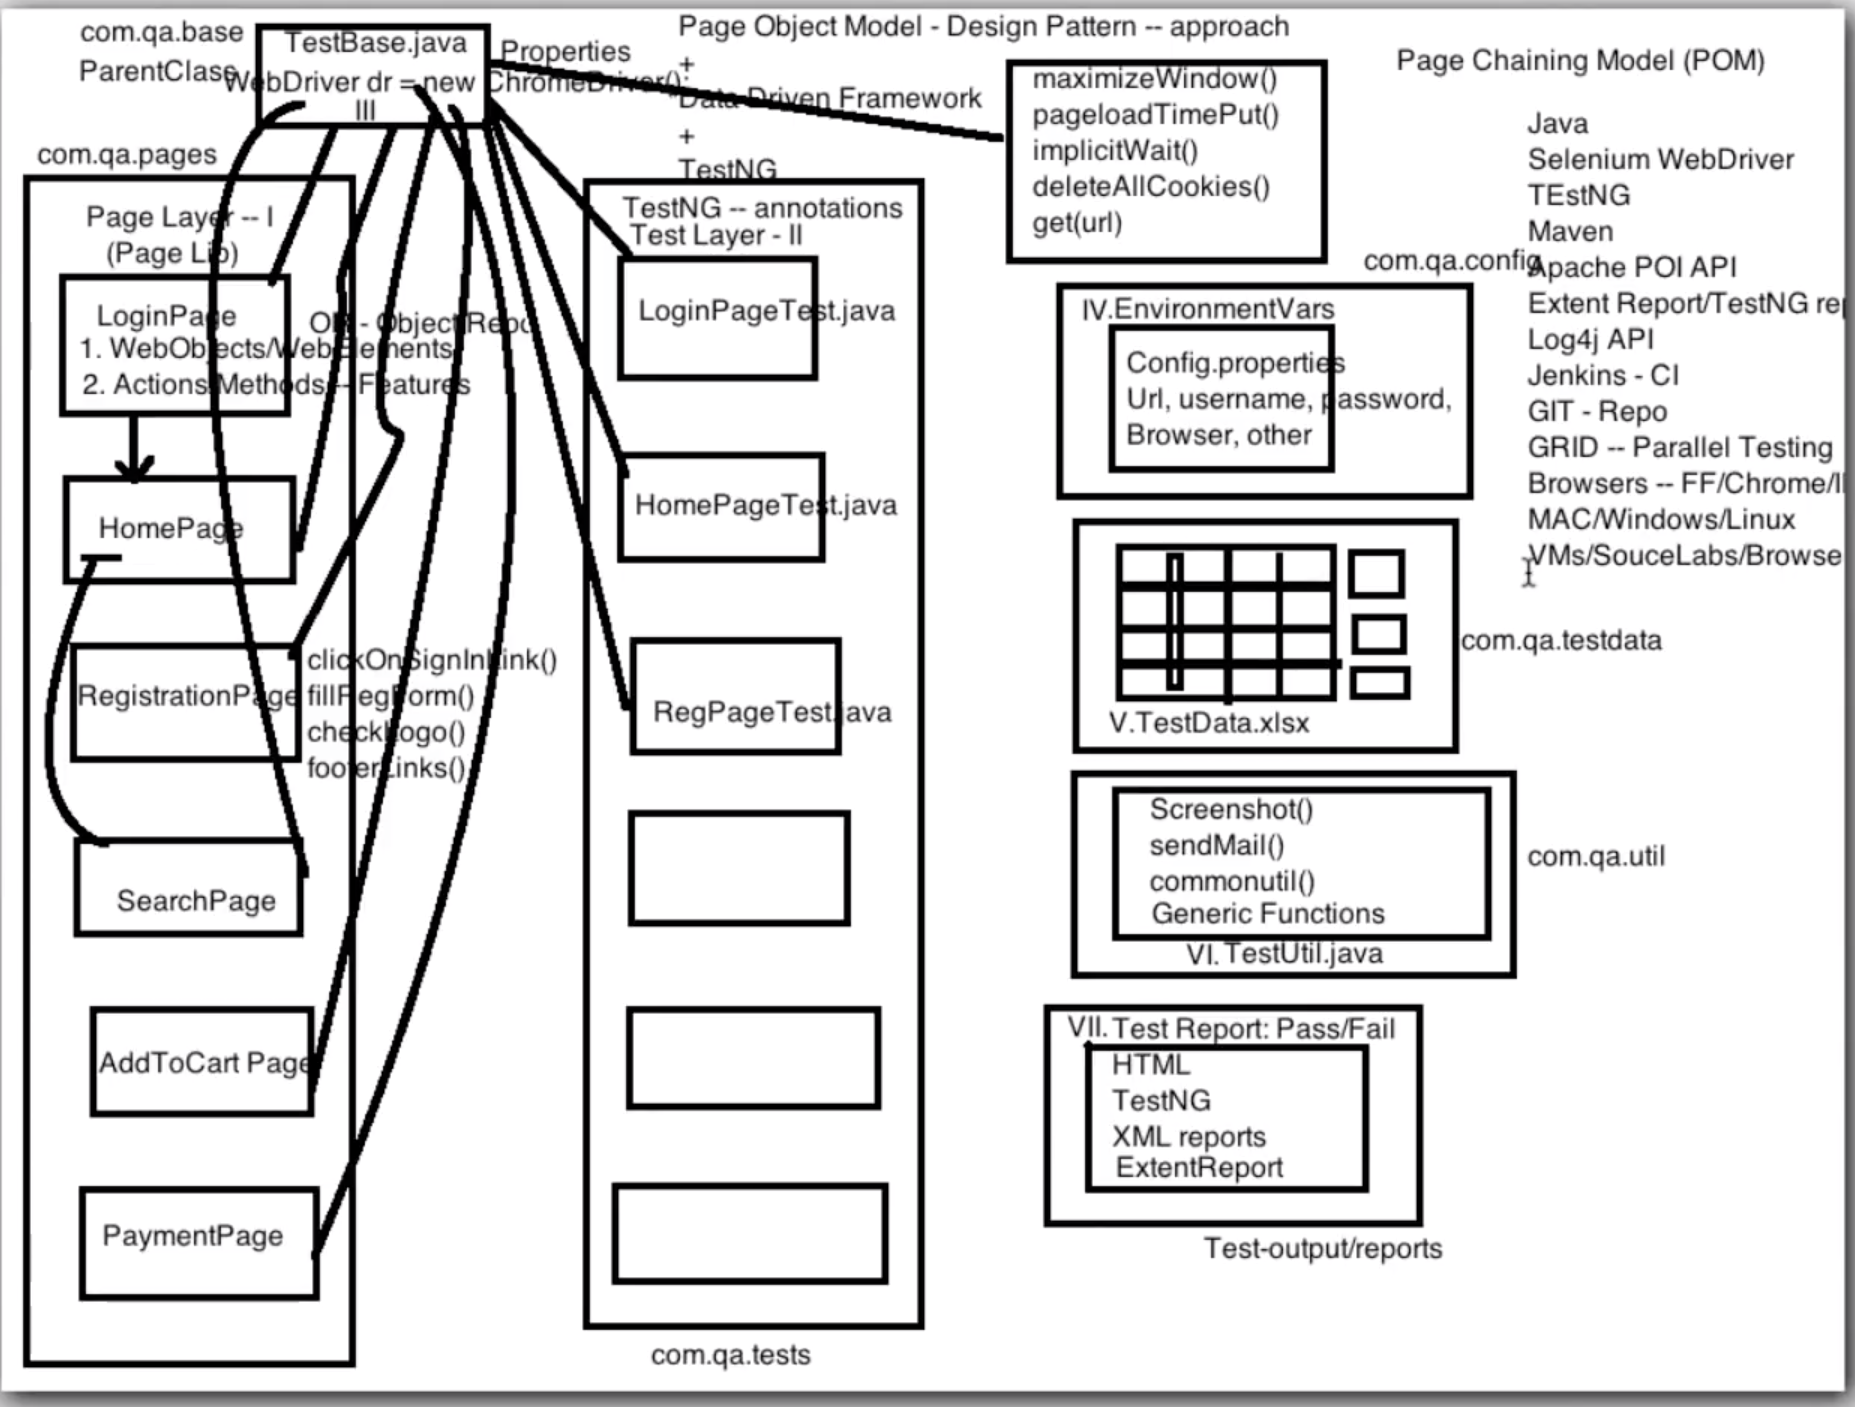 com.qa.base
ParentClass
TestBase.java
WebDriver dr = new ChromeDriver();
III
Properties
Page Object Model - Design Pattern -- approach
+
Data Driven Framework
+
TestNG
Page Chaining Model (POM)
com.qa.pages
Page Layer -- I
(Page Lib)
LoginPage
OR - Object Repo
1. WebObjects/WebElements
2. Actions/Methods -- Features
HomePage
RegistrationPage
clickOnSignInLink()
fillRegForm()
checkLogo()
footerLinks()
SearchPage
AddToCart Page
PaymentPage
TestNG -- annotations
Test Layer - II
LoginPageTest.java
HomePageTest.java
RegPageTest.java
com.qa.tests
maximizeWindow()
pageloadTimePut()
implicitWait()
deleteAllCookies()
get(url)
com.qa.config
IV.EnvironmentVars
Config.properties
Url, username, password,
Browser, other
V.TestData.xlsx
com.qa.testdata
Screenshot()
sendMail()
commonutil()
Generic Functions
VI.TestUtil.java
com.qa.util
VII.Test Report: Pass/Fail
HTML
TestNG
XML reports
ExtentReport
Test-output/reports
Java
Selenium WebDriver
TEstNG
Maven
Apache POI API
Extent Report/TestNG
Log4j API
Jenkins - CI
GIT - Repo
GRID -- Parallel Testing
Browsers -- FF/Chrome/
MAC/Windows/Linux
VMs/SouceLabs/Browse